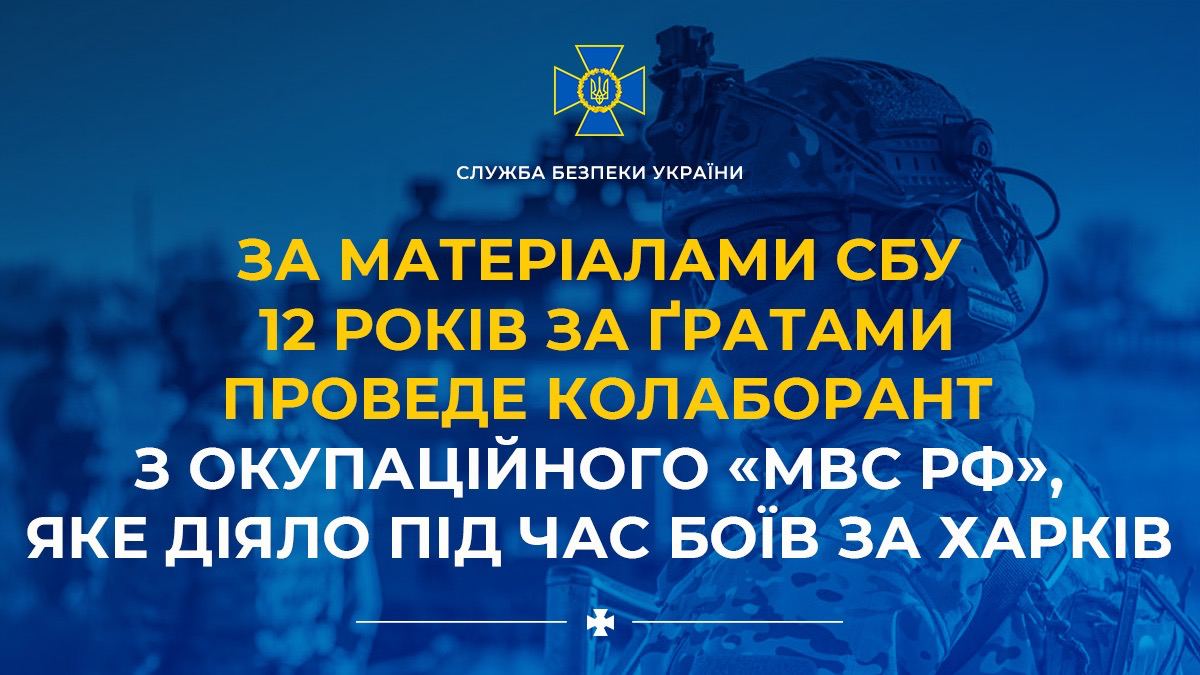 СЛУЖБА БЕЗПЕКИ УКРАЇНИ
ЗА МАТЕРІАЛАМИ СБУ
12 РОКІВ ЗА ҐРАТАМИ
ПРОВЕДЕ КОЛАБОРАНТ
З ОКУПАЦІЙНОГО «МВС РФ»,
ЯКЕ ДІЯЛО ПІД ЧАС БОЇВ ЗА ХАРКІВ